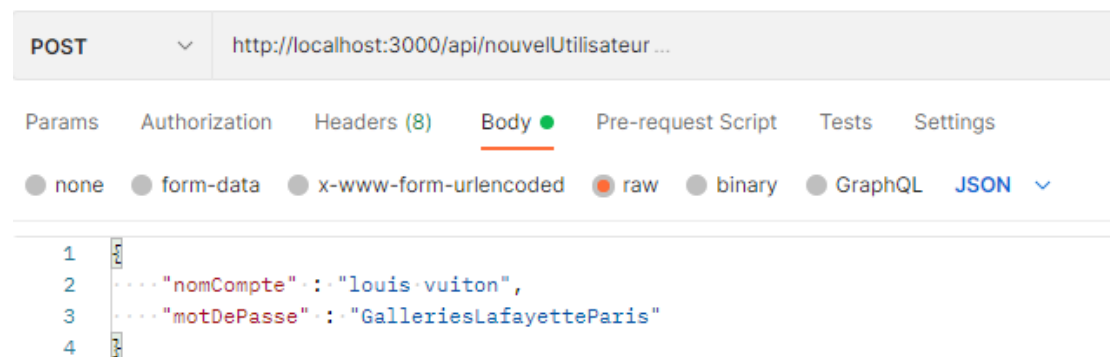 POST http://localhost:3000/api/nouvelUtilisateur ...
Params Authorization Headers (8) Body Pre-request Script Tests Settings
none form-data x-www-form-urlencoded raw binary GraphQL JSON
1 {
2 "nomCompte" : "louis vuiton",
3 "motDePasse" : "GalleriesLafayetteParis"
4 }